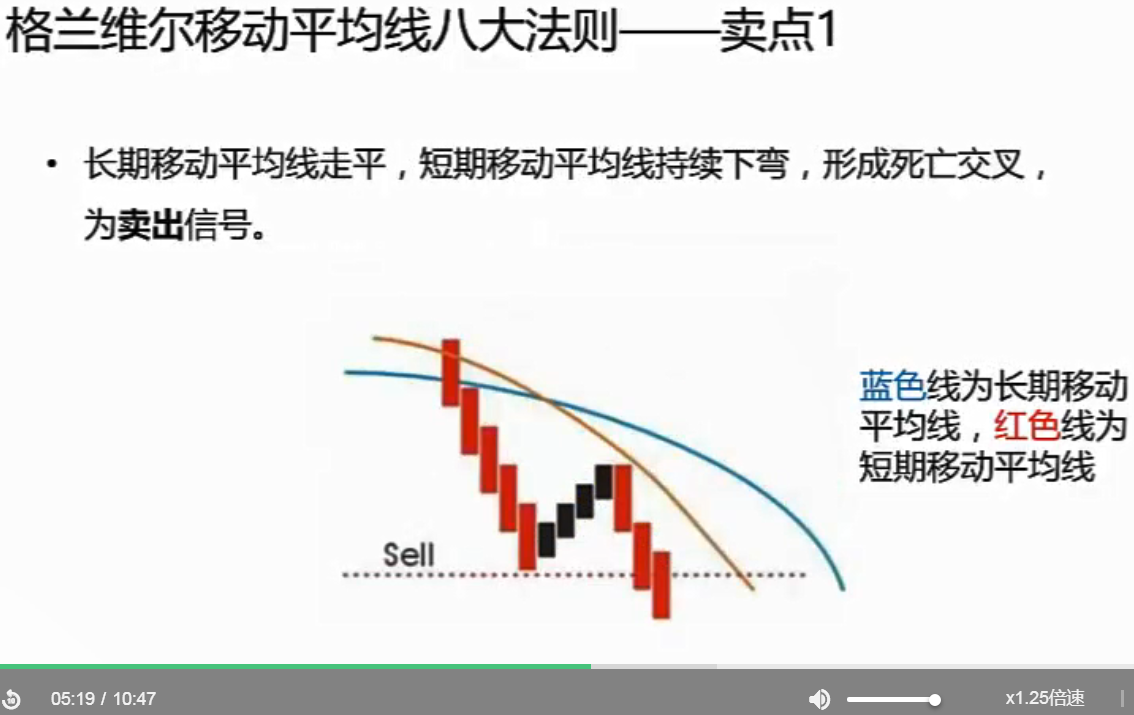 格兰维尔移动平均线八大法则——卖点1
• 长期移动平均线走平，短期移动平均线持续下弯，形成死亡交叉，
为卖出信号。
蓝色线为长期移动
平均线，红色线为
短期移动平均线
Sell
05:19 / 10:47
x1.25倍速